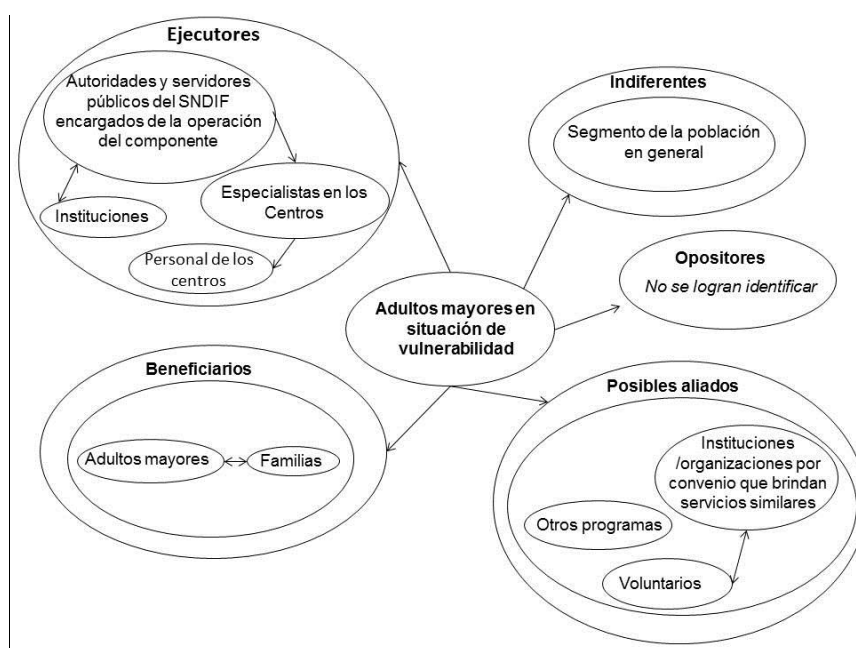 Ejecutores
Autoridades y servidores
públicos del SNDIF
encargados de la operación
del componente
Instituciones
Especialistas en los
Centros
Personal de los
centros
Indiferentes
Segmento de la población
en general
Opositores
No se logran identificar
Adultos mayores en
situación de
vulnerabilidad
Beneficiarios
Adultos mayores
Familias
Posibles aliados
Instituciones
/organizaciones por
convenio que brindan
servicios similares
Otros programas
Voluntarios